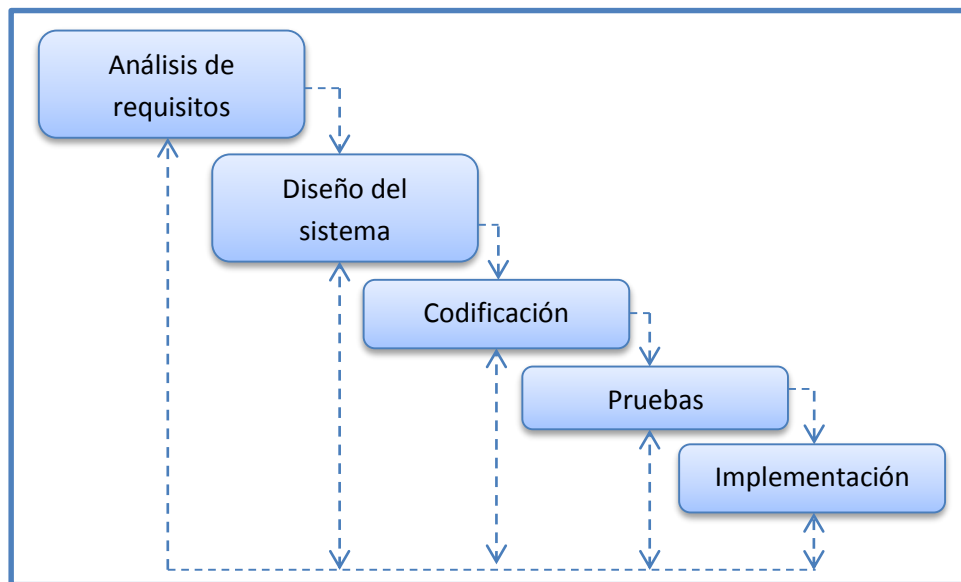 Análisis de
requisitos
Diseño del
sistema
Codificación
Pruebas
Implementación